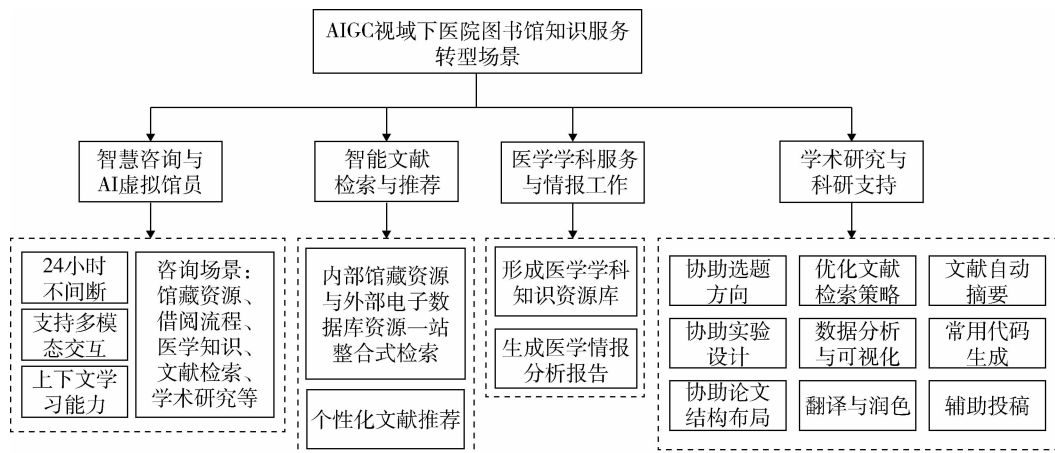 AIGC视域下医院图书馆知识服务
转型场景
智慧咨询与
AI虚拟馆员
智能文献
检索与推荐
医学学科服务
与情报工作
学术研究与
科研支持
24小时
不间断
支持多模
态交互
上下文学
习能力
咨询场景：
馆藏资源、
借阅流程、
医学知识、
文献检索、
学术研究等
内部馆藏资源
与外部电子数
据库资源一站
整合式检索
个性化文献推荐
形成医学学科
知识资源库
生成医学情报
分析报告
协助选题
方向
优化文献
检索策略
文献自动
摘要
协助实验
设计
数据分析
与可视化
常用代码
生成
协助论文
结构布局
翻译与润色
辅助投稿